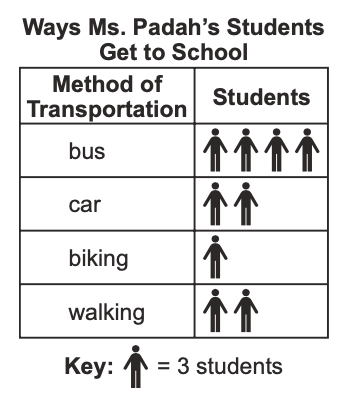 Ways Ms. Padah's Students
Get to School
Method of
Transportation
Students
bus
car
biking
walking
Key: = 3 students